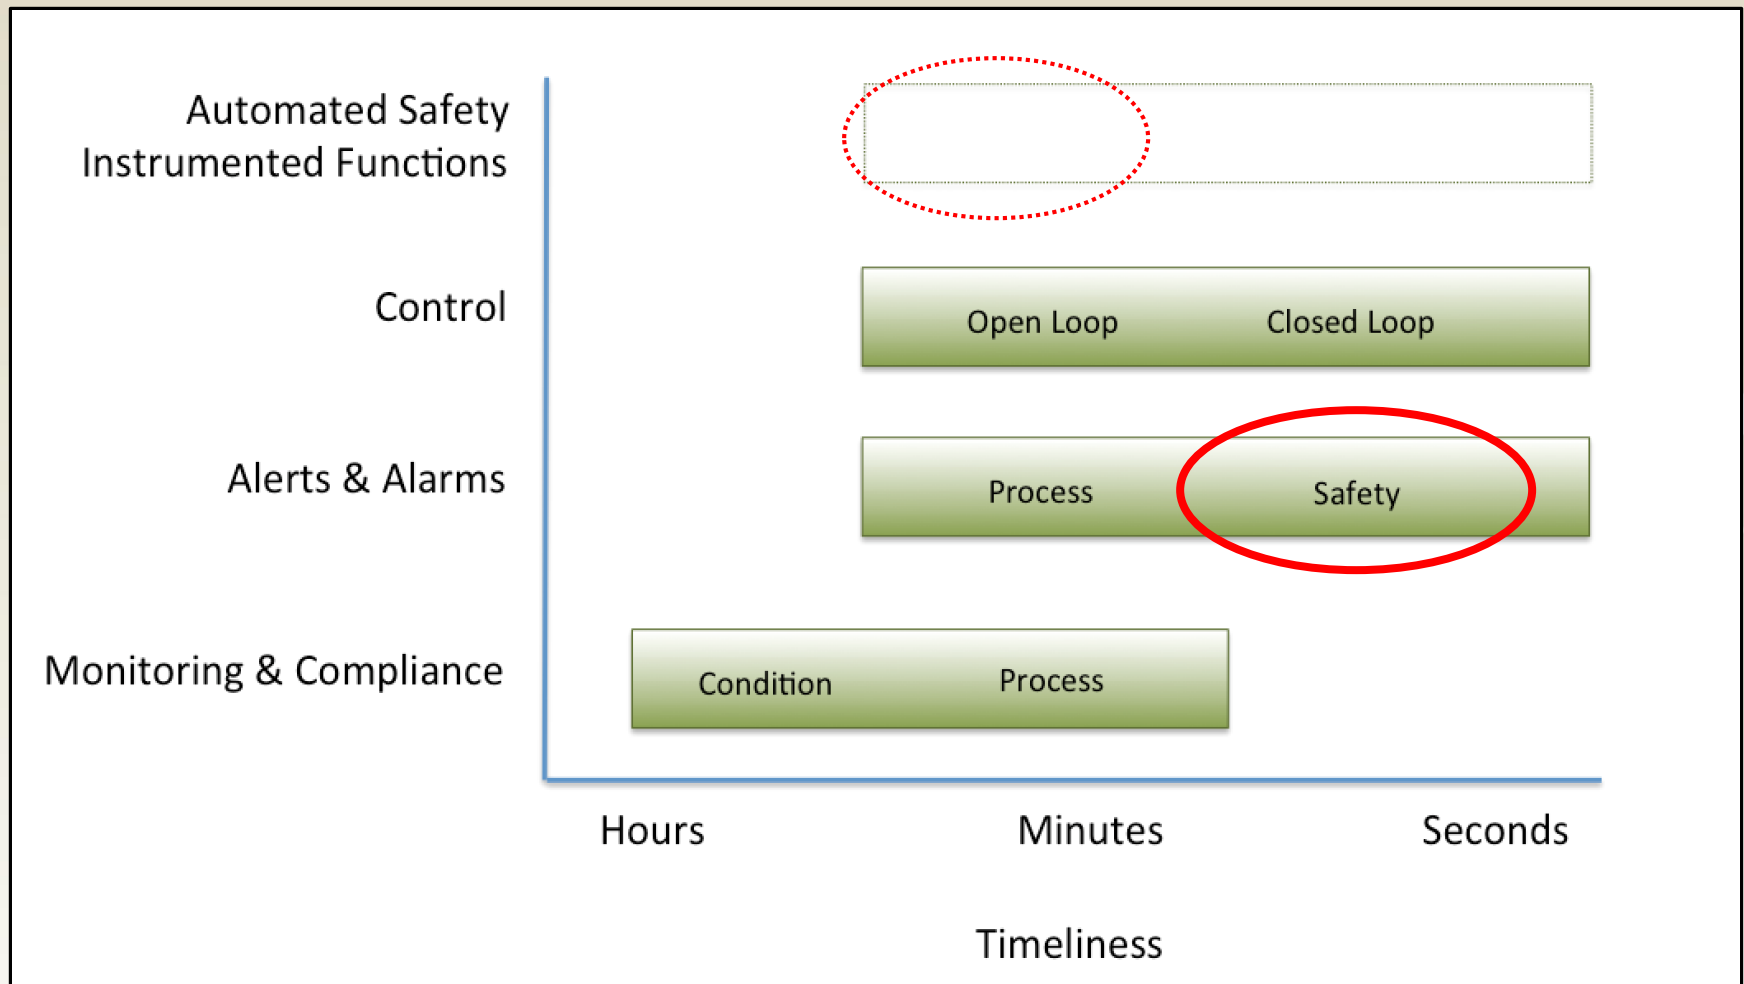 Automated Safety
Instrumented Functions
Control
Open Loop
Closed Loop
Alerts & Alarms
Process
Safety
Monitoring & Compliance
Condition
Process
Hours
Minutes
Seconds
Timeliness